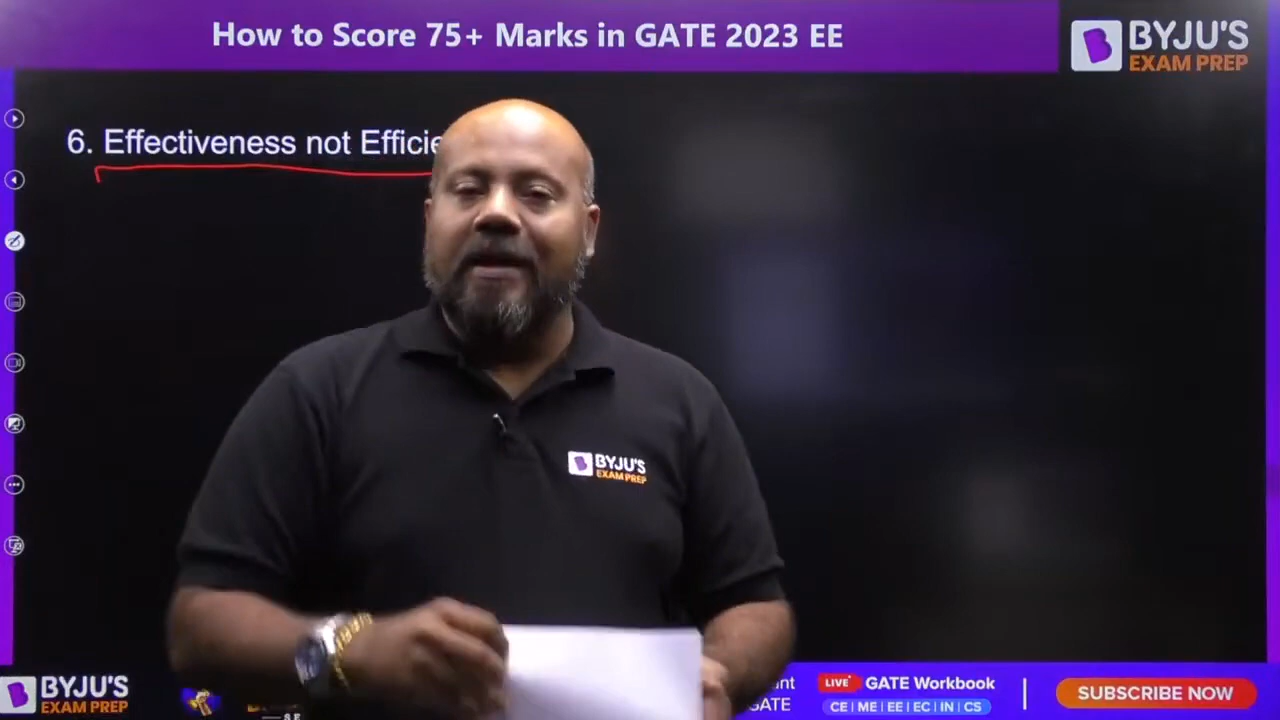 How to Score 75+ Marks in GATE 2023 EE
BYJU'S
EXAM PREP
6. Effectiveness not Efficie
BYJU'S
EXAM PREP
BYJU'S
EXAM PREP
LIVE GATE Workbook
CE | ME | EE | EC | IN | CS
SUBSCRIBE NOW